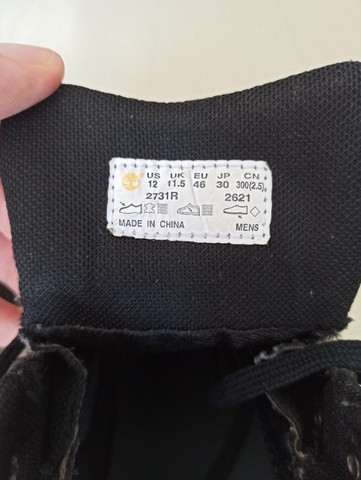 US UK EU JP CN
12 11.5 46 30 300(2.5)
2731R 2621
MADE IN CHINA MENS